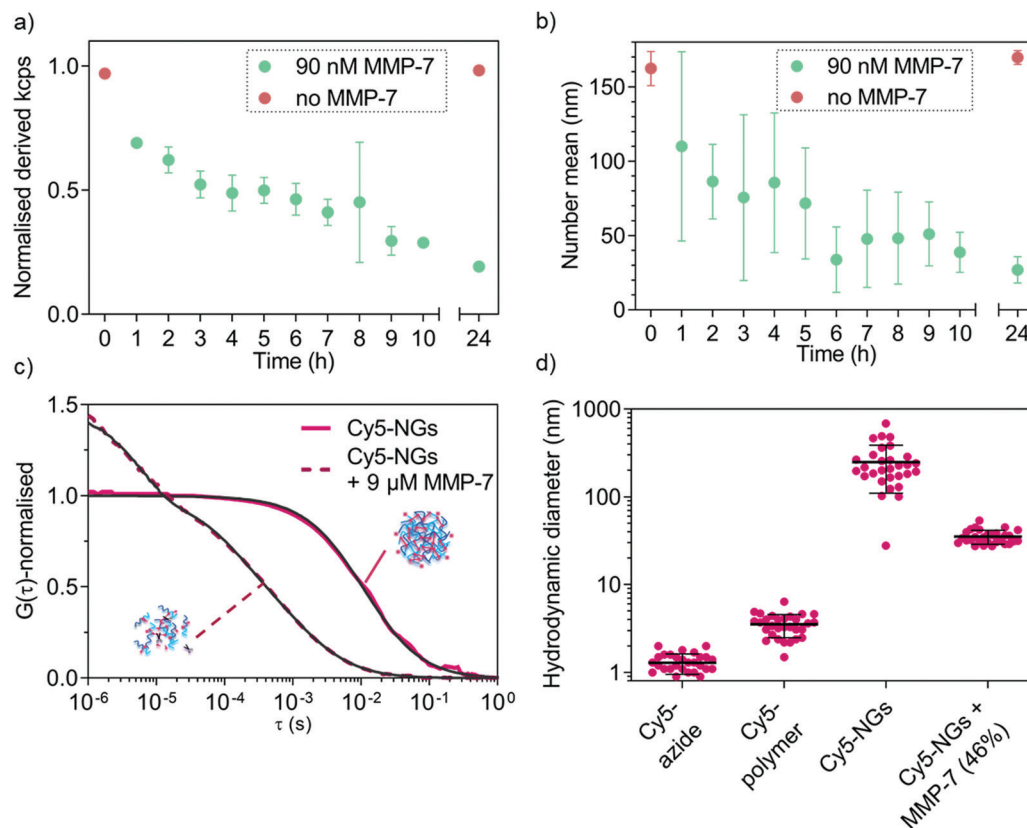 a)
Normalised derived kcps
1.0
0.5
0.0
90 nM MMP-7
no MMP-7
0 1 2 3 4 5 6 7 8 9 10 24
Time (h)
b)
Number mean (nm)
150
100
50
0
90 nM MMP-7
no MMP-7
0 1 2 3 4 5 6 7 8 9 10 24
Time (h)
c)
G(τ)-normalised
1.5
1.0
0.5
0.0
Cy5-NGs
Cy5-NGs
+ 9 µM MMP-7
10⁻⁶ 10⁻⁵ 10⁻⁴ 10⁻³ 10⁻² 10⁻¹ 10⁰
τ (s)
d)
Hydrodynamic diameter (nm)
1000
100
10
1
Cy5-
azide
Cy5-
polymer
Cy5-NGs
Cy5-NGs +
MMP-7 (46%)